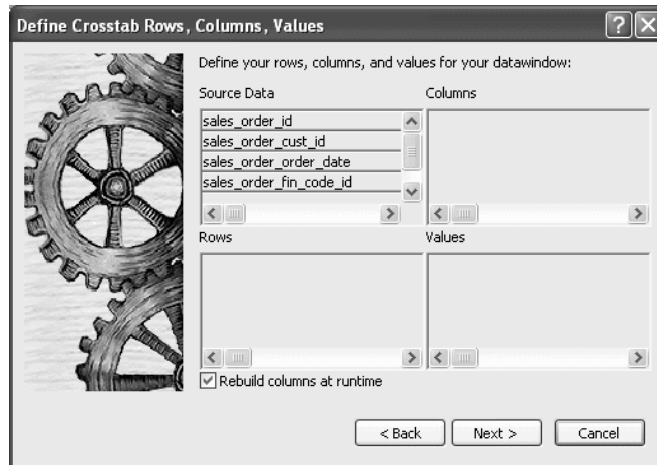 Define Crosstab Rows, Columns, Values
Define your rows, columns, and values for your datawindow:
Source Data Columns
sales_order_id
sales_order_cust_id
sales_order_order_date
sales_order_fin_code_id
Rows Values
Rebuild columns at runtime
< Back Next > Cancel